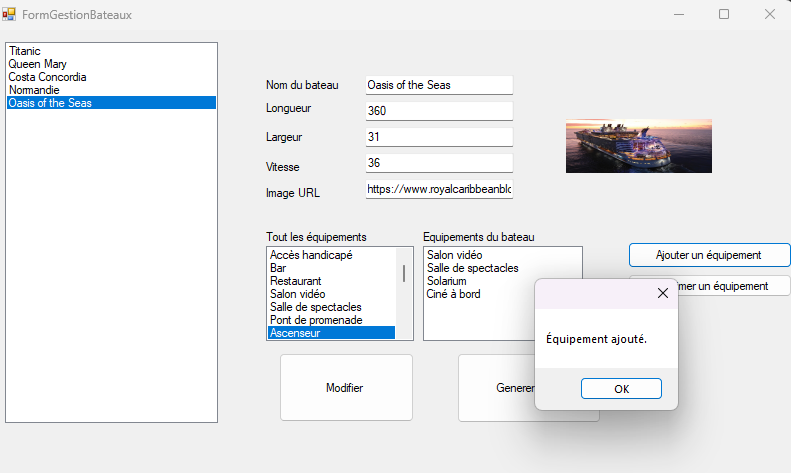 FormGestionBateaux
Titanic
Queen Mary
Costa Concordia
Normandie
Oasis of the Seas
Nom du bateau
Oasis of the Seas
Longueur
360
Largeur
31
Vitesse
36
Image URL
https://www.royalcaribbeanblo
Tout les équipements
Accès handicapé
Bar
Restaurant
Salon vidéo
Salle de spectacles
Pont de promenade
Ascenseur
Equipements du bateau
Salon vidéo
Salle de spectacles
Solarium
Ciné à bord
Ajouter un équipement
mer un équipement
Équipement ajouté.
OK
Modifier
Generer